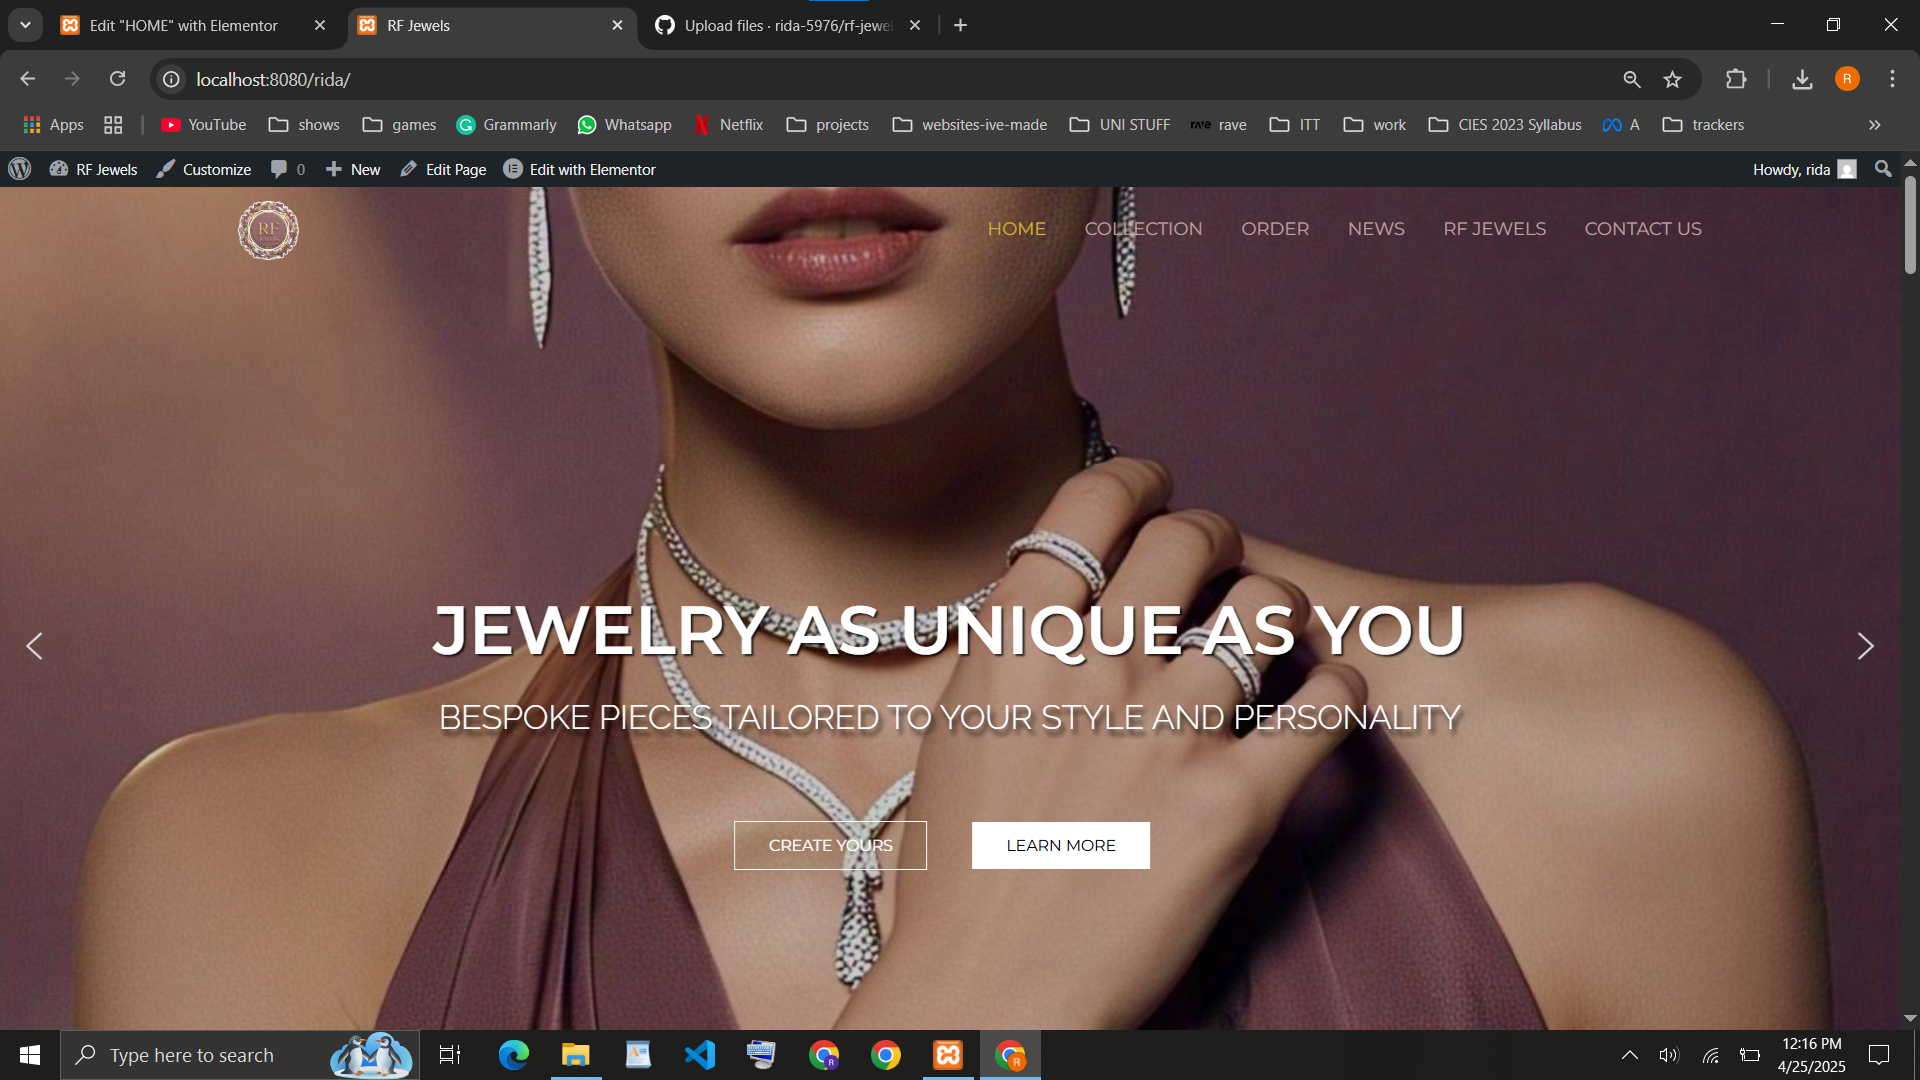 Edit "HOME" with Elementor
RF Jewels
Upload files · rida-5976/rf-jewel
localhost:8080/rida/
R
Apps
YouTube
shows
games
Grammarly
Whatsapp
Netflix
projects
websites-ive-made
UNI STUFF
rave rave
ITT
work
CIES 2023 Syllabus
A
trackers
RF Jewels
Customize
0
New
Edit Page
Edit with Elementor
Howdy, rida
RF
HOME
COLLECTION
ORDER
NEWS
RF JEWELS
CONTACT US
JEWELRY AS UNIQUE AS YOU
BESPOKE PIECES TAILORED TO YOUR STYLE AND PERSONALITY
CREATE YOURS
LEARN MORE
Type here to search
12:16 PM
4/25/2025